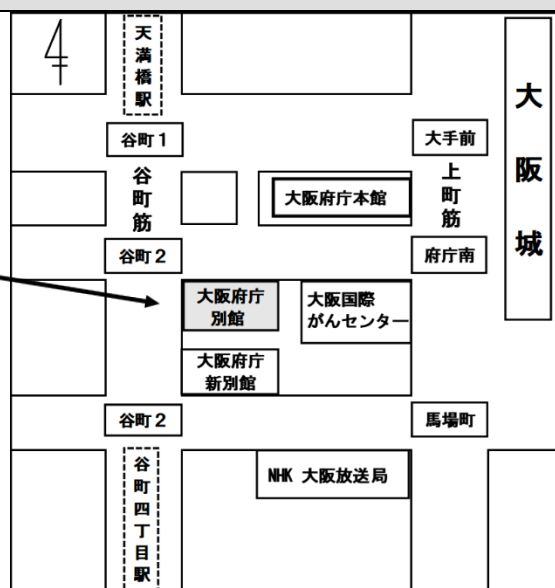 天満橋駅
大阪城
谷町1
大手前
谷町筋
大阪府庁本館
上町筋
谷町2
府庁南
大阪府庁
別館
大阪国際
がんセンター
大阪府庁
新別館
谷町2
馬場町
谷町四丁目駅
NHK 大阪放送局